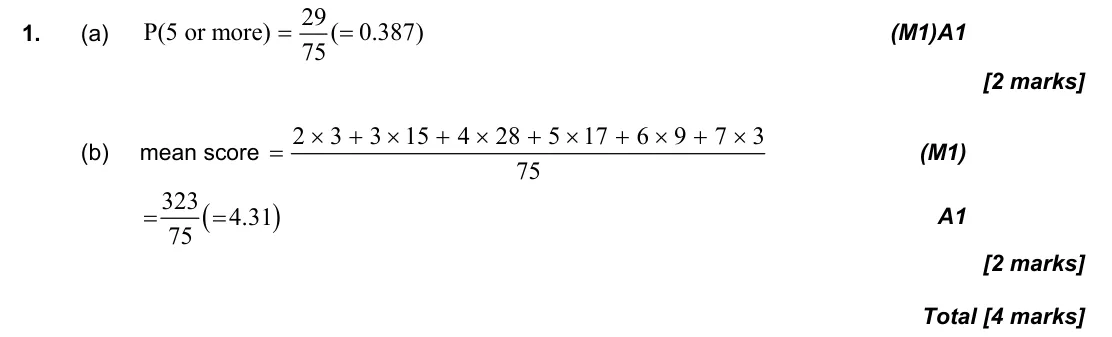 1. (a) P(5 or more) = 29/75 (= 0.387) (M1)A1
[2 marks]
(b) mean score = (2 × 3 + 3 × 15 + 4 × 28 + 5 × 17 + 6 × 9 + 7 × 3)/75 (M1)
= 323/75 (=4.31) A1
[2 marks]
Total [4 marks]